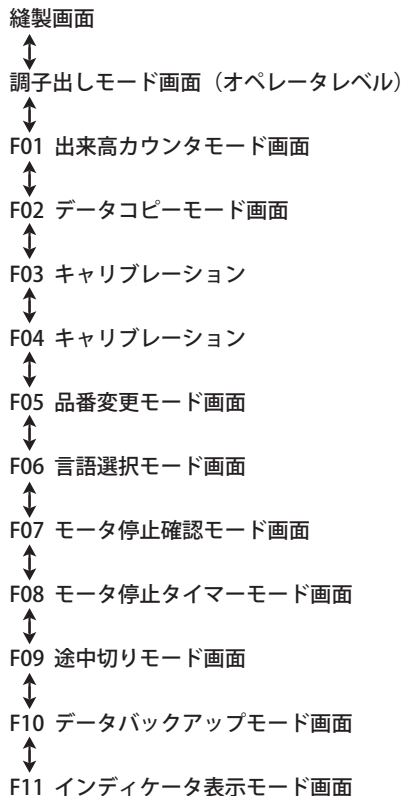 縫製画面
調子出しモード画面（オペレータレベル）
F01 出来高カウンタモード画面
F02 データコピーモード画面
F03 キャリブレーション
F04 キャリブレーション
F05 品番変更モード画面
F06 言語選択モード画面
F07 モータ停止確認モード画面
F08 モータ停止タイマーモード画面
F09 途中切りモード画面
F10 データバックアップモード画面
F11 インディケータ表示モード画面